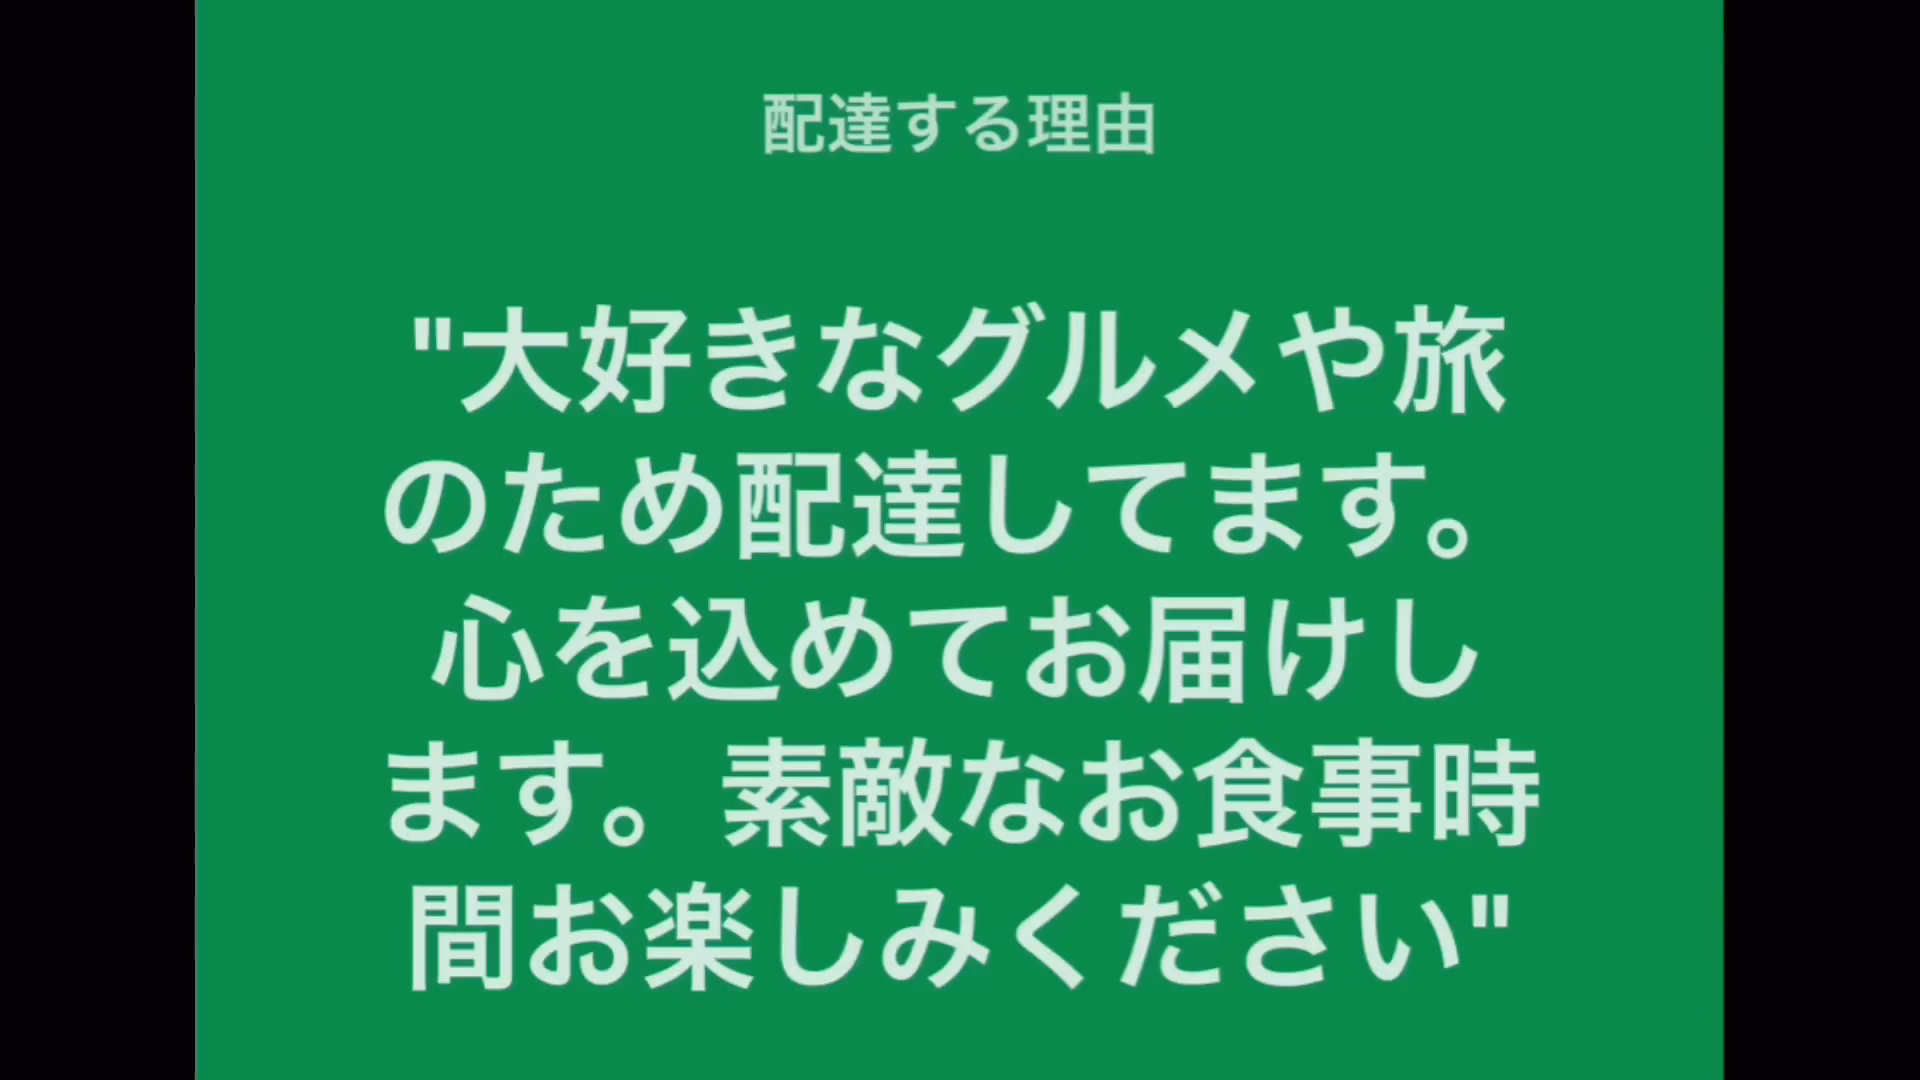 配達する理由
"大好きなグルメや旅
のため配達してます。
心を込めてお届けし
ます。素敵なお食事時
間お楽しみください"